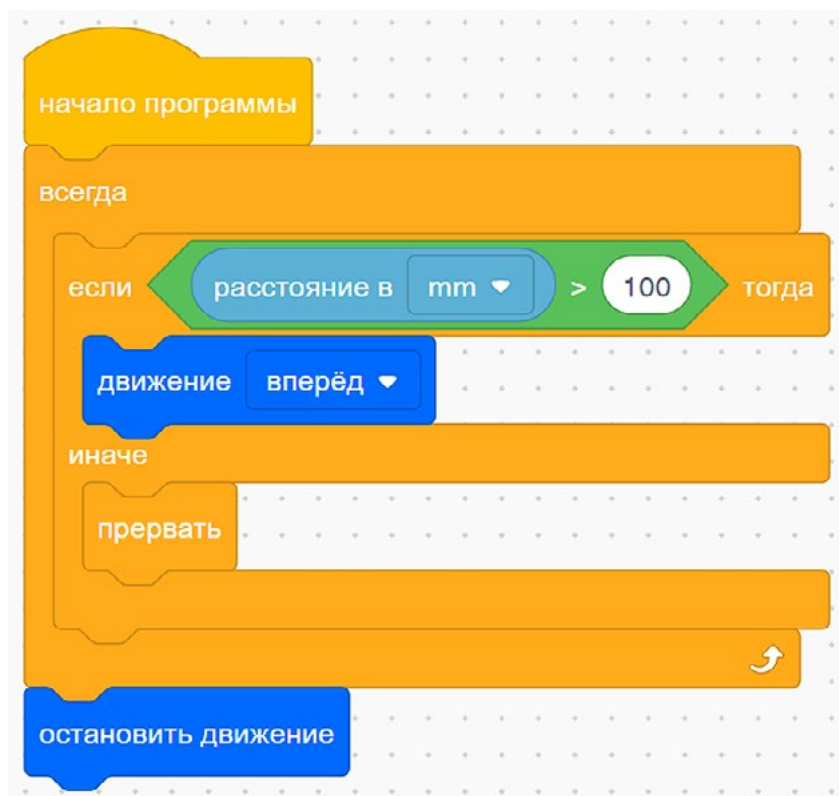 начало программы
всегда
если расстояние в mm > 100 тогда
движение вперёд
иначе
прервать
остановить движение